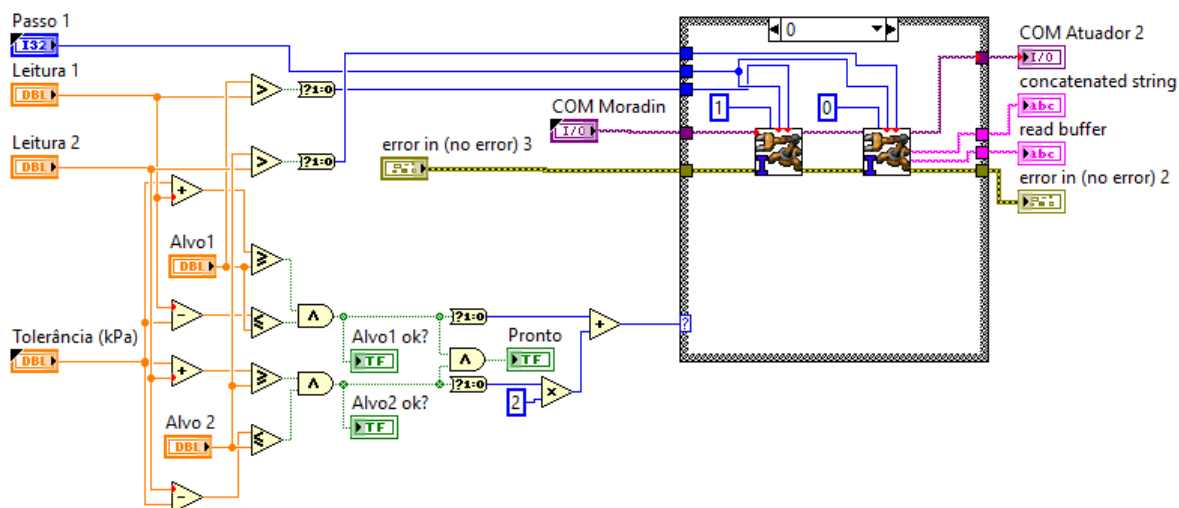 Passo 1
I32
Leitura 1
DBL
Leitura 2
DBL
Alvo1
DBL
Tolerância (kPa)
DBL
Alvo 2
DBL
?1:0
?1:0
error in (no error) 3
COM Moradin
I/O
Alvo1 ok?
TF
Alvo2 ok?
TF
?1:0
?1:0
Pronto
TF
2
0
1
0
?
COM Atuador 2
I/O
concatenated string
abc
read buffer
abc
error in (no error) 2